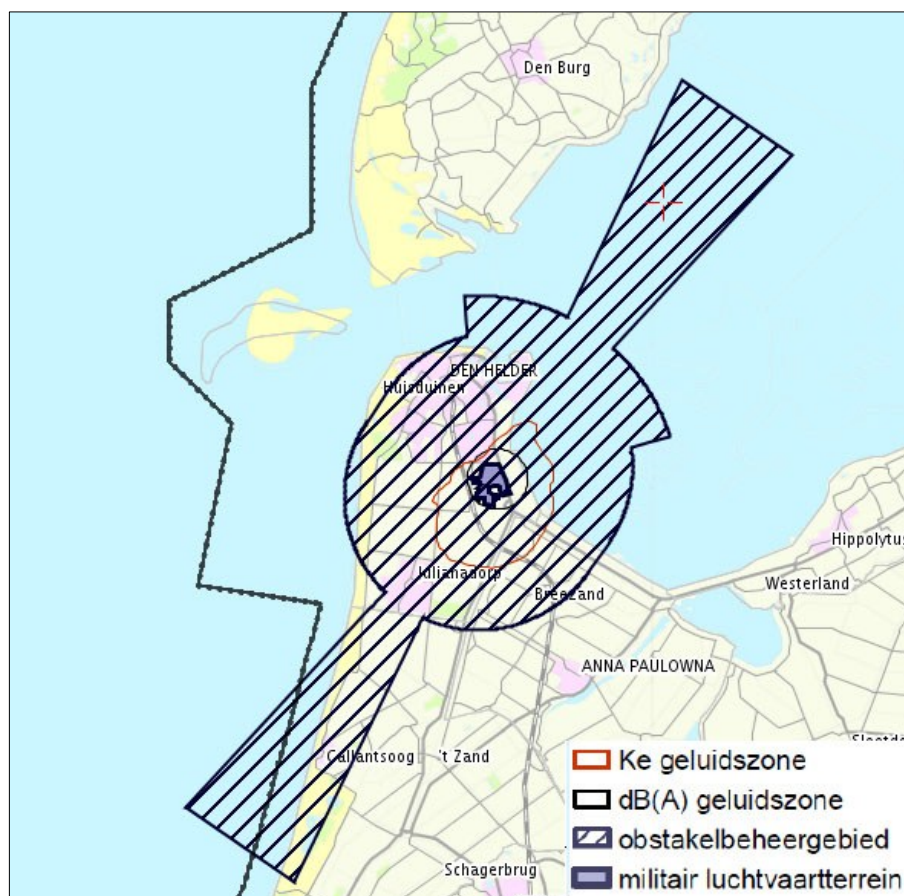 Den Burg
DEN HELDER
Huisduinen
Hippolytus
Julianadorp
Westerland
Breezand
ANNA PAULOWNA
Callantsoog
't Zand
Schagerbrug
Ke geluidszone
dB(A) geluidszone
obstakelbeheergebied
militair luchtvaartterrein